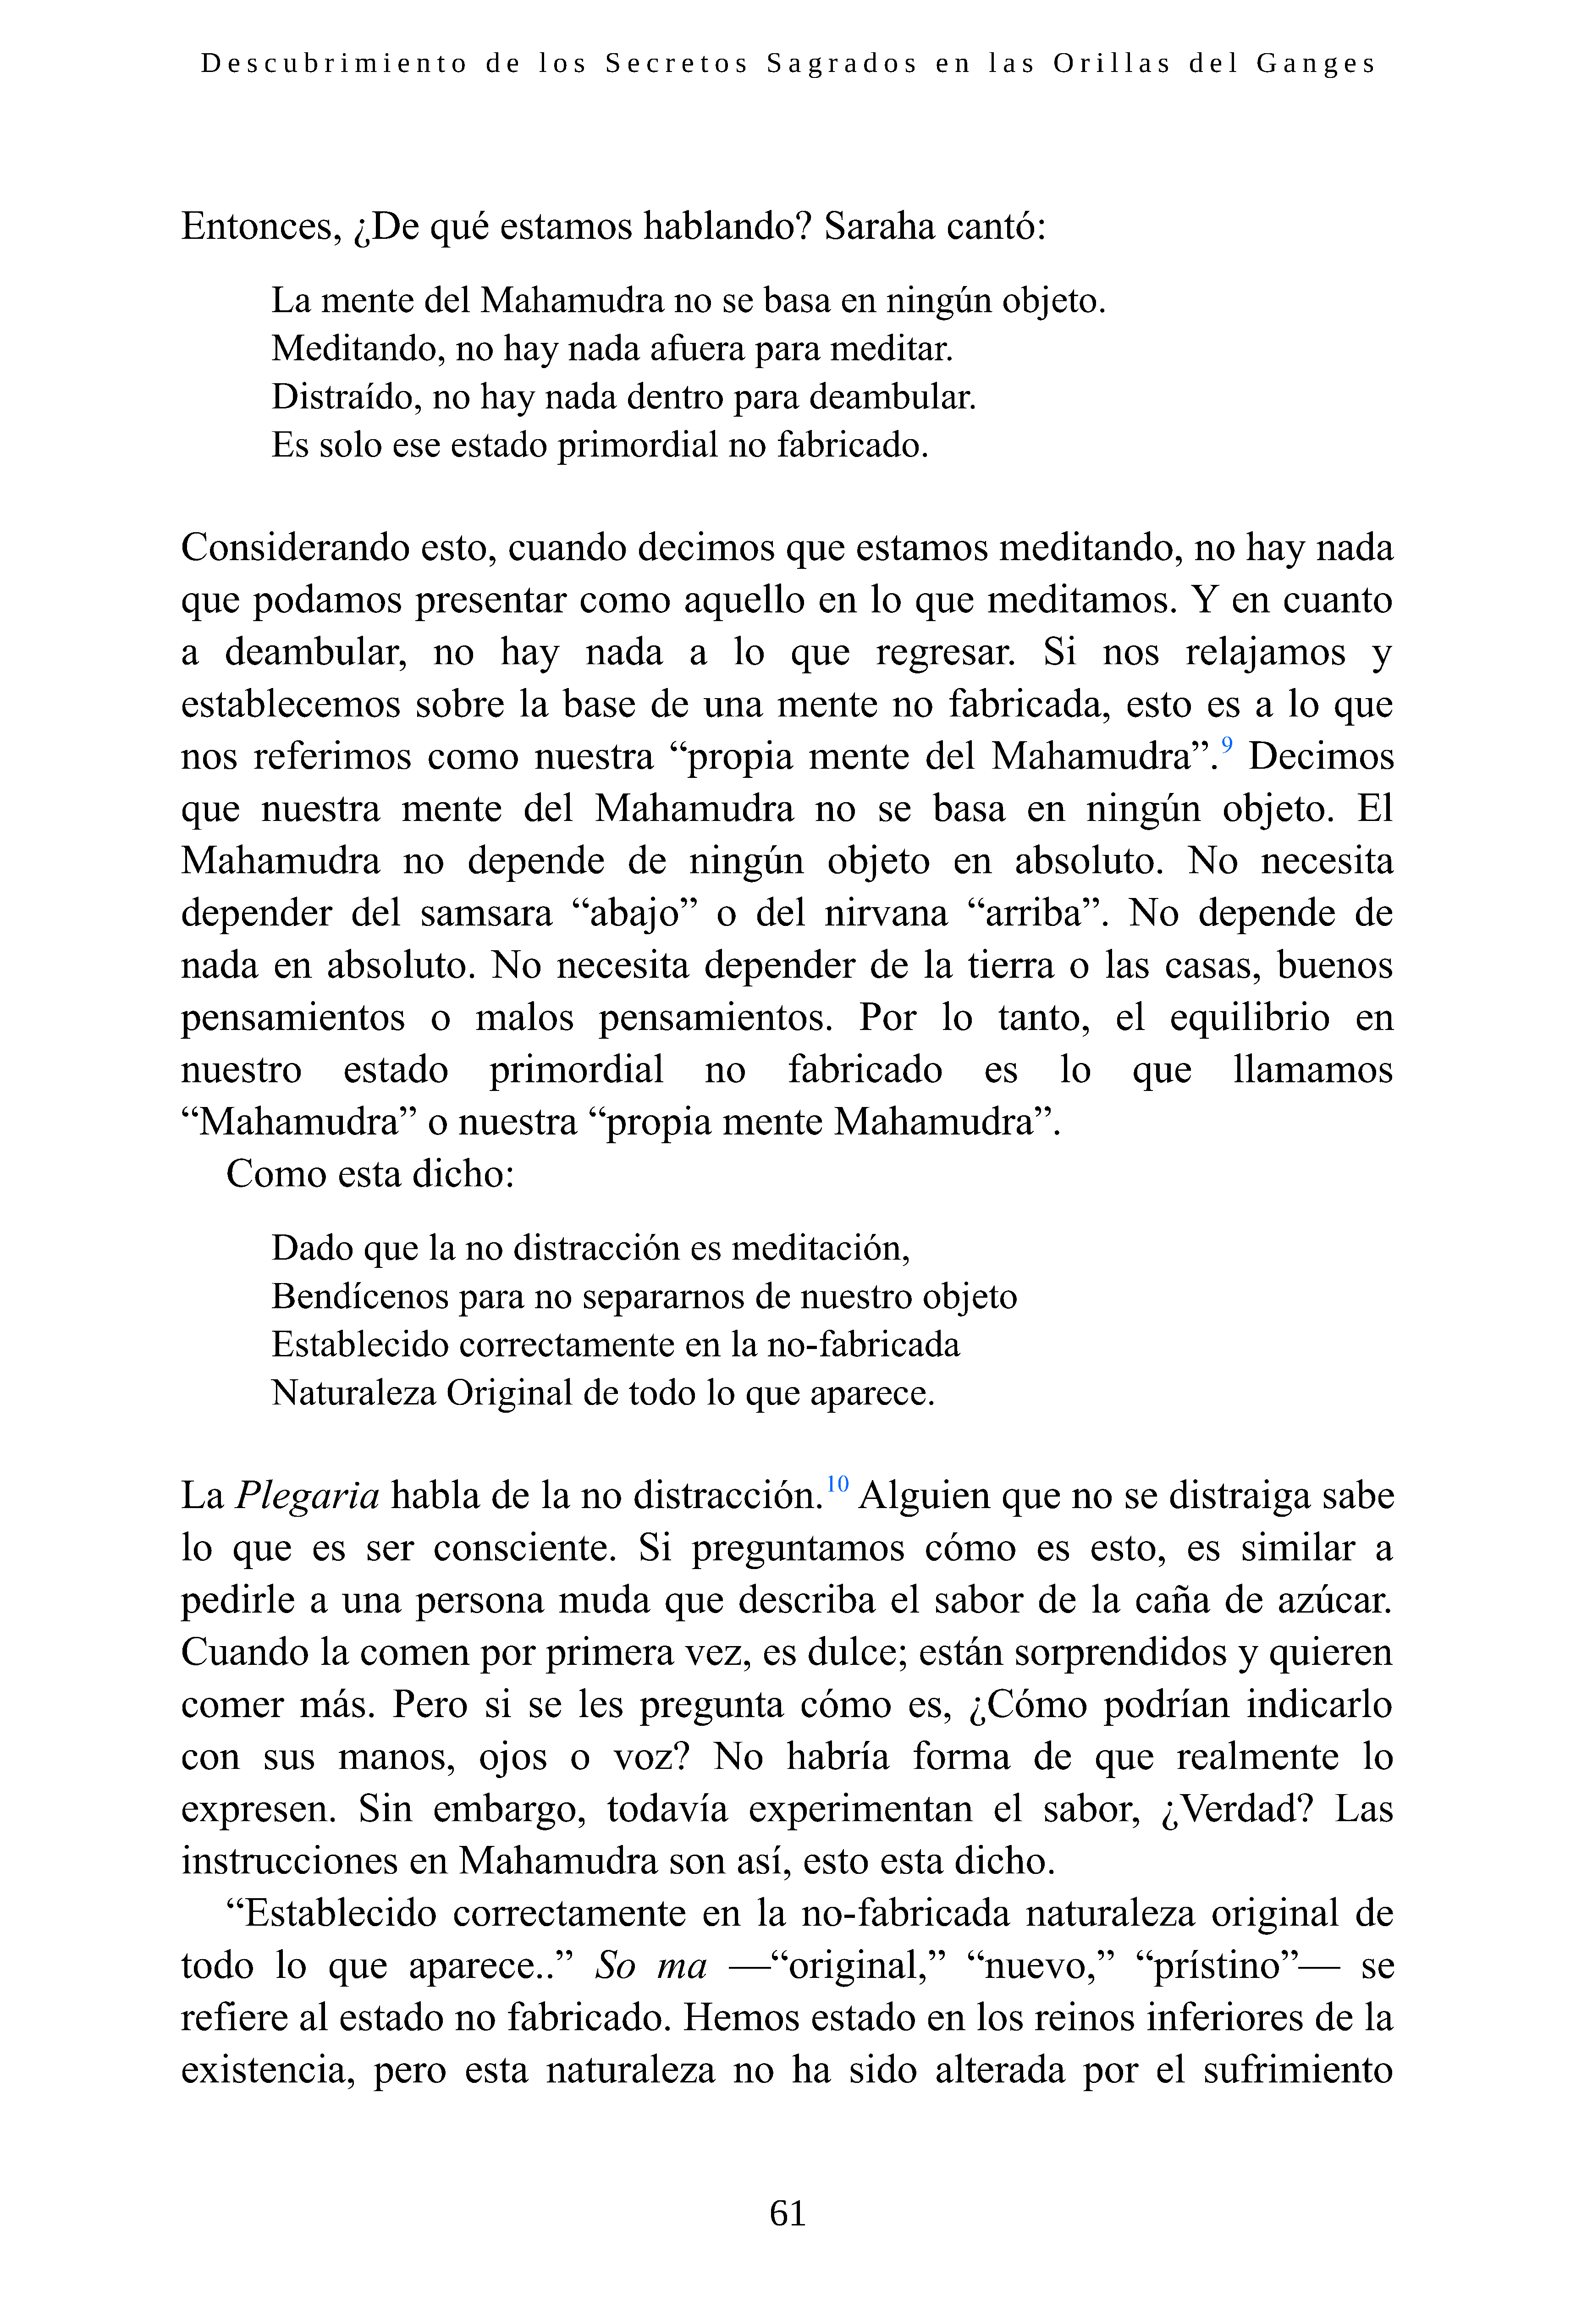 Descubrimiento de los Secretos Sagrados en las Orillas del Ganges
Entonces, ¿De qué estamos hablando? Saraha cantó:
La mente del Mahamudra no se basa en ningún objeto.
Meditando, no hay nada afuera para meditar.
Distraído, no hay nada dentro para deambular.
Es solo ese estado primordial no fabricado.
Considerando esto, cuando decimos que estamos meditando, no hay nada
que podamos presentar como aquello en lo que meditamos. Y en cuanto
a deambular, no hay nada a lo que regresar. Si nos relajamos y
establecemos sobre la base de una mente no fabricada, esto es a lo que
nos referimos como nuestra “propia mente del Mahamudra”.9 Decimos
que nuestra mente del Mahamudra no se basa en ningún objeto. El
Mahamudra no depende de ningún objeto en absoluto. No necesita
depender del samsara “abajo” o del nirvana “arriba”. No depende de
nada en absoluto. No necesita depender de la tierra o las casas, buenos
pensamientos o malos pensamientos. Por lo tanto, el equilibrio en
nuestro estado primordial no fabricado es lo que llamamos
“Mahamudra” o nuestra “propia mente Mahamudra”.
Como esta dicho:
Dado que la no distracción es meditación,
Bendícenos para no separarnos de nuestro objeto
Establecido correctamente en la no-fabricada
Naturaleza Original de todo lo que aparece.
La Plegaria habla de la no distracción.10 Alguien que no se distraiga sabe
lo que es ser consciente. Si preguntamos cómo es esto, es similar a
pedirle a una persona muda que describa el sabor de la caña de azúcar.
Cuando la comen por primera vez, es dulce; están sorprendidos y quieren
comer más. Pero si se les pregunta cómo es, ¿Cómo podrían indicarlo
con sus manos, ojos o voz? No habría forma de que realmente lo
expresen. Sin embargo, todavía experimentan el sabor, ¿Verdad? Las
instrucciones en Mahamudra son así, esto esta dicho.
“Establecido correctamente en la no-fabricada naturaleza original de
todo lo que aparece..” So ma —“original,” “nuevo,” “prístino”— se
refiere al estado no fabricado. Hemos estado en los reinos inferiores de la
existencia, pero esta naturaleza no ha sido alterada por el sufrimiento
61